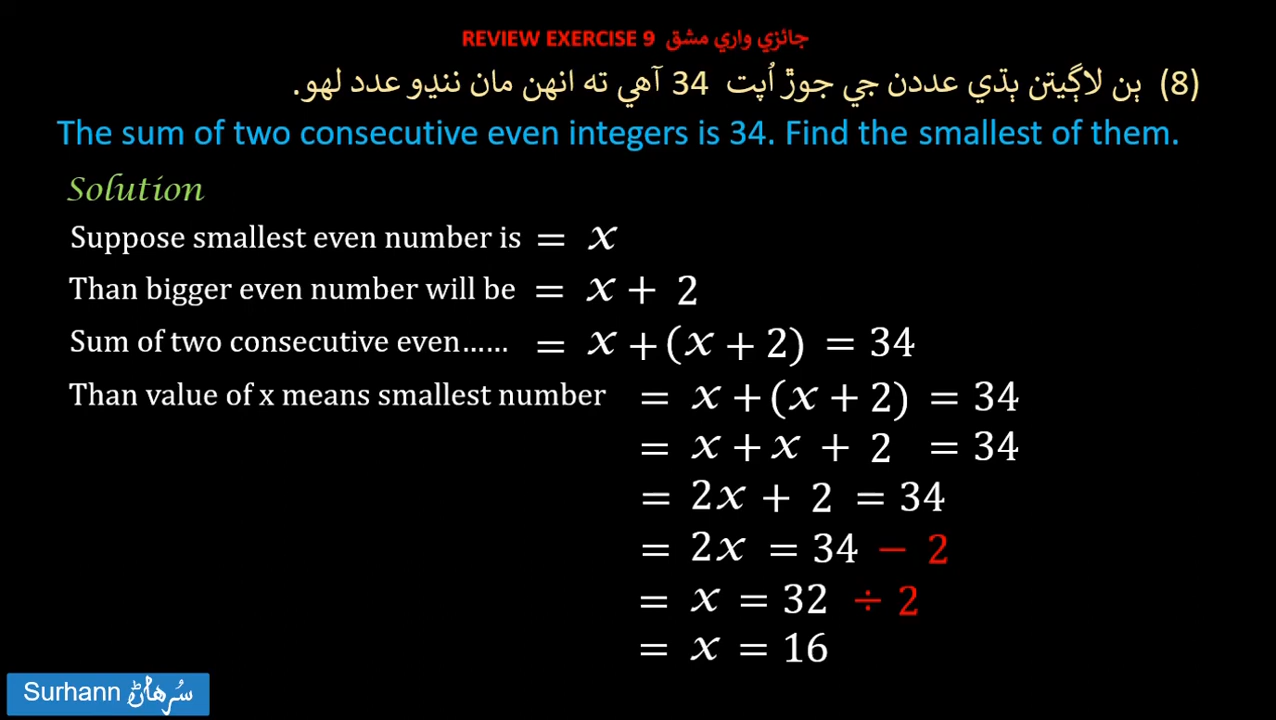 REVIEW EXERCISE 9 جائزي واري مشق
(8) ٻن لاڳيتن ٻڌي عددن جي جوڙ اُپت 34 آهي ته انهن مان ننڍو عدد لهو.
The sum of two consecutive even integers is 34. Find the smallest of them.
Solution
Suppose smallest even number is = x
Than bigger even number will be = x + 2
Sum of two consecutive even...... = x + (x + 2) = 34
Than value of x means smallest number = x + (x + 2) = 34
= x + x + 2 = 34
= 2x + 2 = 34
= 2x = 34 − 2
= x = 32 ÷ 2
= x = 16
Surhann سُرهاڻ